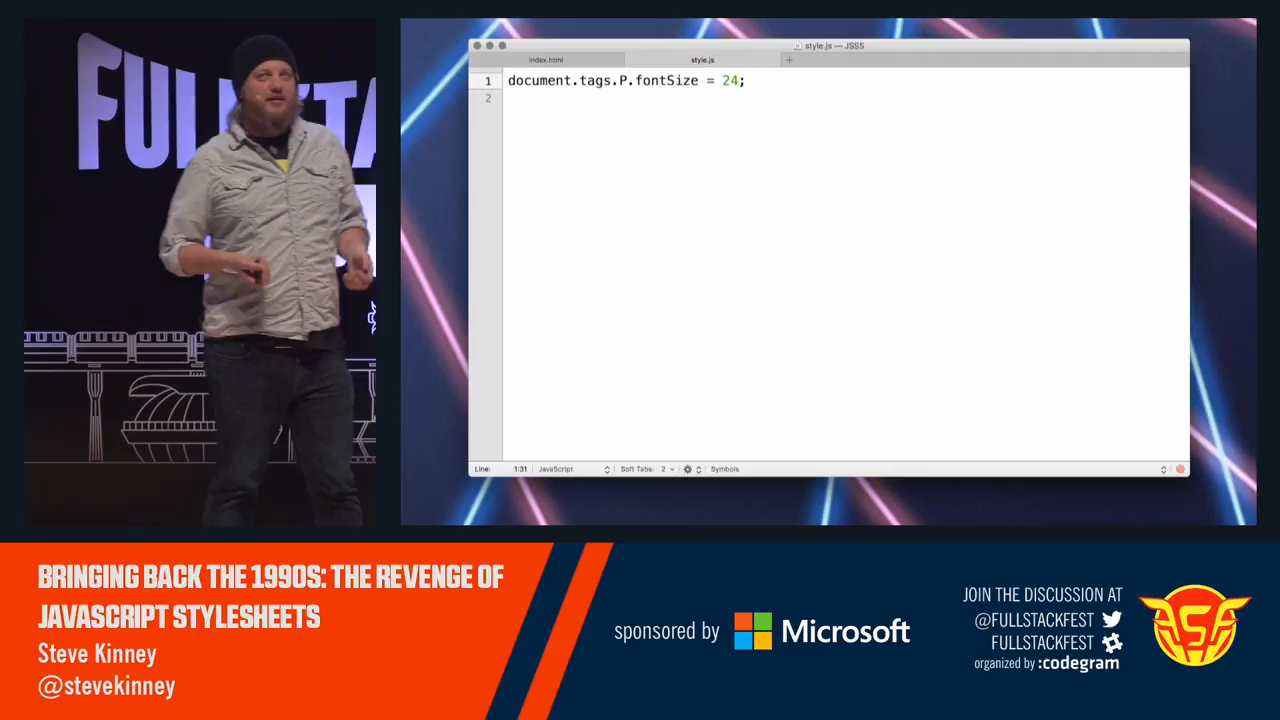 FULLSTA
style.js — JSSS
index.html
style.js
+
1
document.tags.P.fontSize = 24;
2
Line: 1:31 JavaScript Soft Tabs: 2 Symbols
BRINGING BACK THE 1990S: THE REVENGE OF
JAVASCRIPT STYLESHEETS
Steve Kinney
@stevekinney
sponsored by Microsoft
JOIN THE DISCUSSION AT
@FULLSTACKFEST
FULLSTACKFEST
organized by :codegram
FSF